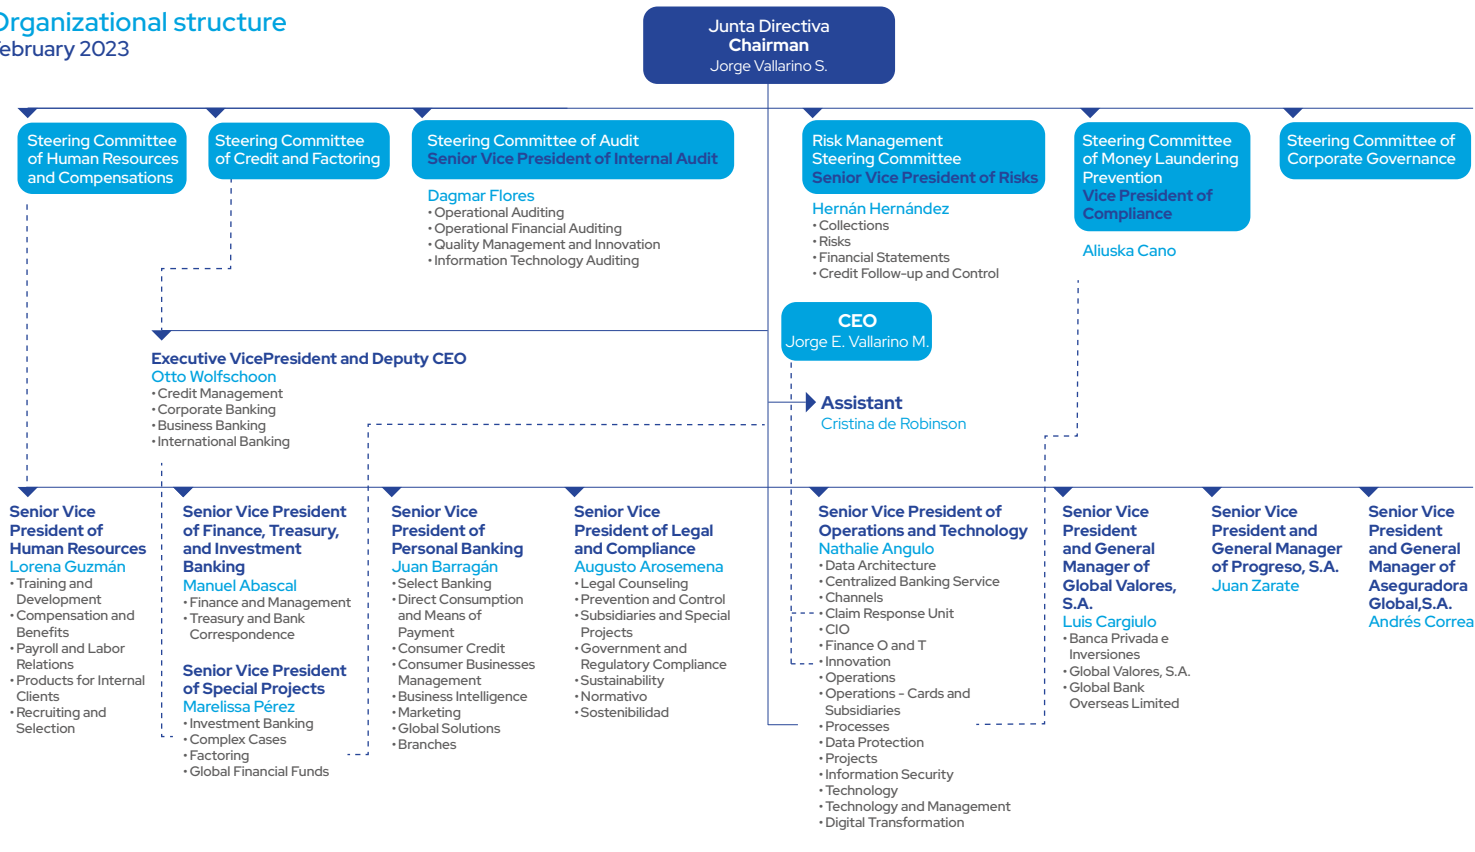 Organizational structure
February 2023
Junta Directiva
Chairman
Jorge Vallarino S.
Steering Committee
of Human Resources
and Compensations
Steering Committee
of Credit and Factoring
Steering Committee of Audit
Senior Vice President of Internal Audit
Dagmar Flores
• Operational Auditing
• Operational Financial Auditing
• Quality Management and Innovation
• Information Technology Auditing
Risk Management
Steering Committee
Senior Vice President of Risks
Hernán Hernández
• Collections
• Risks
• Financial Statements
• Credit Follow-up and Control
Steering Committee
of Money Laundering
Prevention
Vice President of
Compliance
Aliuska Cano
Steering Committee of
Corporate Governance
CEO
Jorge E. Vallarino M.
Executive VicePresident and Deputy CEO
Otto Wolfschoon
• Credit Management
• Corporate Banking
• Business Banking
• International Banking
Assistant
Cristina de Robinson
Senior Vice
President of
Human Resources
Lorena Guzmán
• Training and
Development
• Compensation and
Benefits
• Payroll and Labor
Relations
• Products for Internal
Clients
• Recruiting and
Selection
Senior Vice President
of Finance, Treasury,
and Investment
Banking
Manuel Abascal
• Finance and Management
• Treasury and Bank
Correspondence
Senior Vice President
of Special Projects
Marelissa Pérez
• Investment Banking
• Complex Cases
• Factoring
• Global Financial Funds
Senior Vice
President of
Personal Banking
Juan Barragán
• Select Banking
• Direct Consumption
and Means of
Payment
• Consumer Credit
• Consumer Businesses
Management
• Business Intelligence
• Marketing
• Global Solutions
• Branches
Senior Vice
President of Legal
and Compliance
Augusto Arosemena
• Legal Counseling
• Prevention and Control
• Subsidiaries and Special
Projects
• Government and
Regulatory Compliance
• Sustainability
• Normativo
• Sostenibilidad
Senior Vice President of
Operations and Technology
Nathalie Angulo
• Data Architecture
• Centralized Banking Service
• Channels
• Claim Response Unit
• CIO
• Finance O and T
• Innovation
• Operations
• Operations - Cards and
Subsidiaries
• Processes
• Data Protection
• Projects
• Information Security
• Technology
• Technology and Management
• Digital Transformation
Senior Vice
President
and General
Manager of
Global Valores,
S.A.
Luis Cargiulo
• Banca Privada e
Inversiones
• Global Valores, S.A.
• Global Bank
Overseas Limited
Senior Vice
President and
General Manager
of Progreso, S.A.
Juan Zarate
Senior Vice
President
and General
Manager of
Aseguradora
Global,S.A.
Andrés Correa